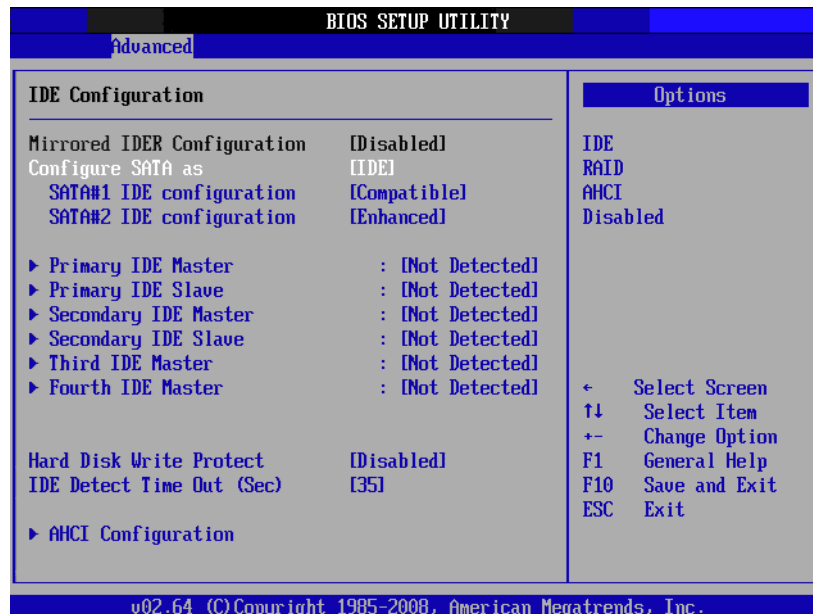 BIOS SETUP UTILITY
Advanced
IDE Configuration
Mirrored IDER Configuration [Disabled]
Configure SATA as [IDE]
SATA#1 IDE configuration [Compatible]
SATA#2 IDE configuration [Enhanced]
Primary IDE Master : [Not Detected]
Primary IDE Slave : [Not Detected]
Secondary IDE Master : [Not Detected]
Secondary IDE Slave : [Not Detected]
Third IDE Master : [Not Detected]
Fourth IDE Master : [Not Detected]
Hard Disk Write Protect [Disabled]
IDE Detect Time Out (Sec) [35]
AHCI Configuration
Options
IDE
RAID
AHCI
Disabled
← Select Screen
↑↓ Select Item
+- Change Option
F1 General Help
F10 Save and Exit
ESC Exit
v02.64 (C)Copyright 1985-2008, American Megatrends, Inc.